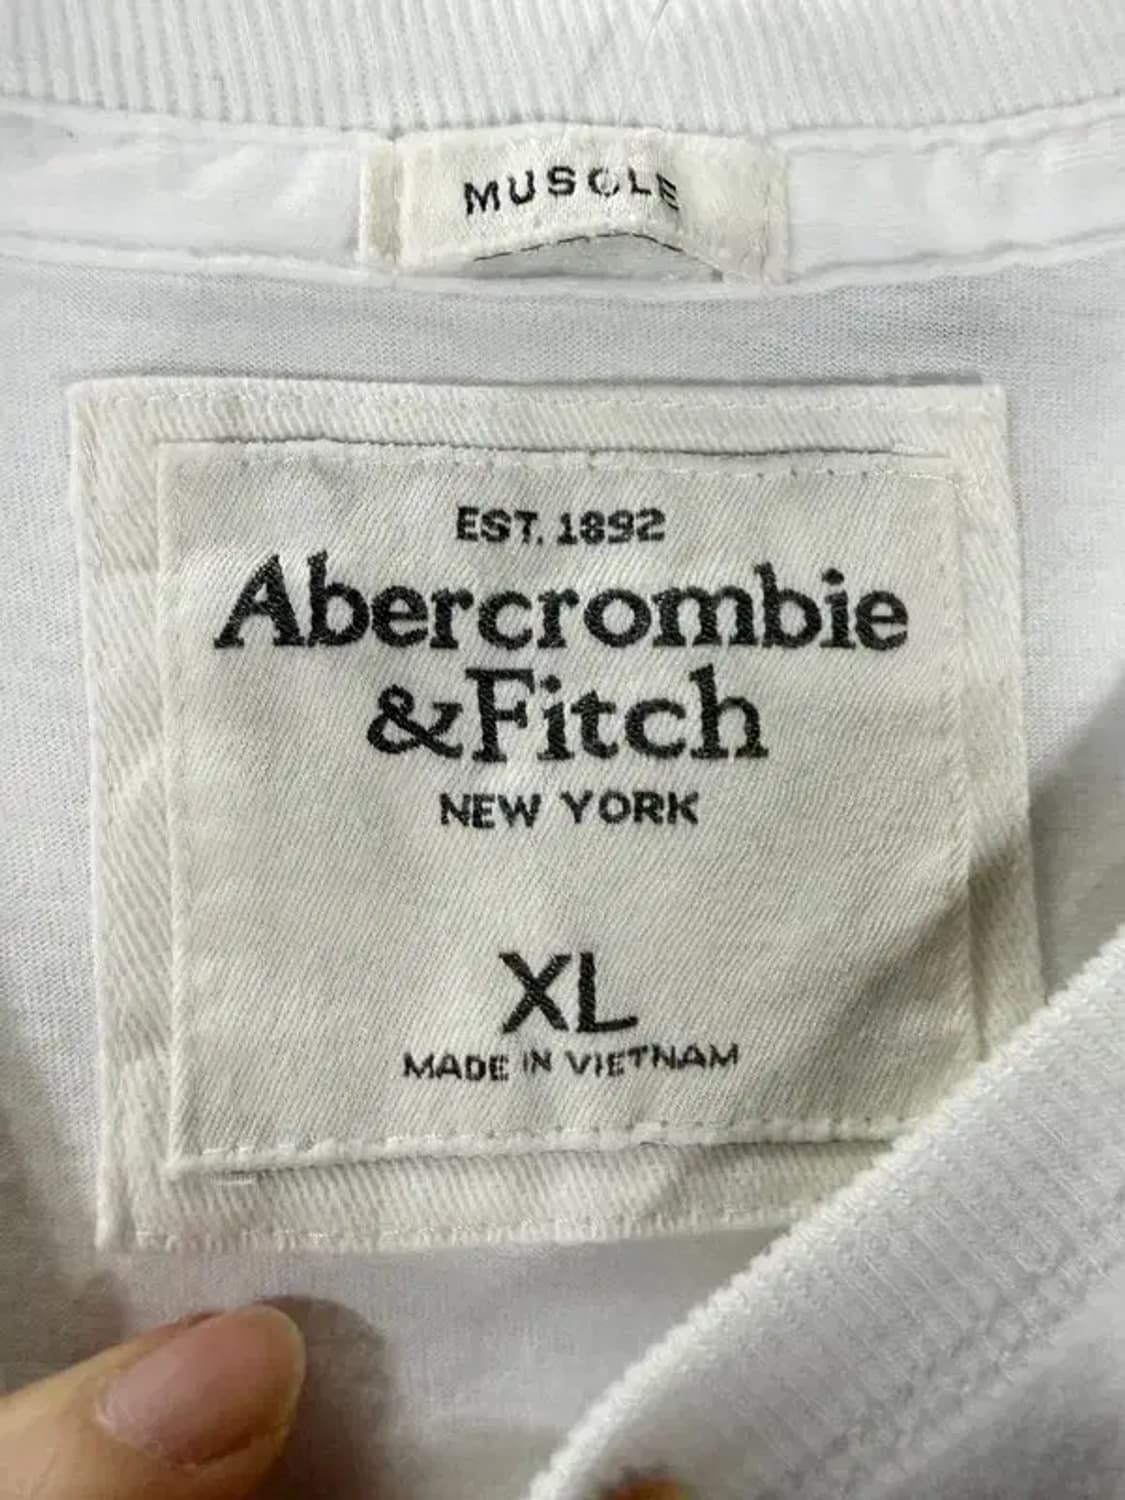 MUSCLE
EST. 1892
Abercrombie
&Fitch
NEW YORK
XL
MADE IN VIETNAM